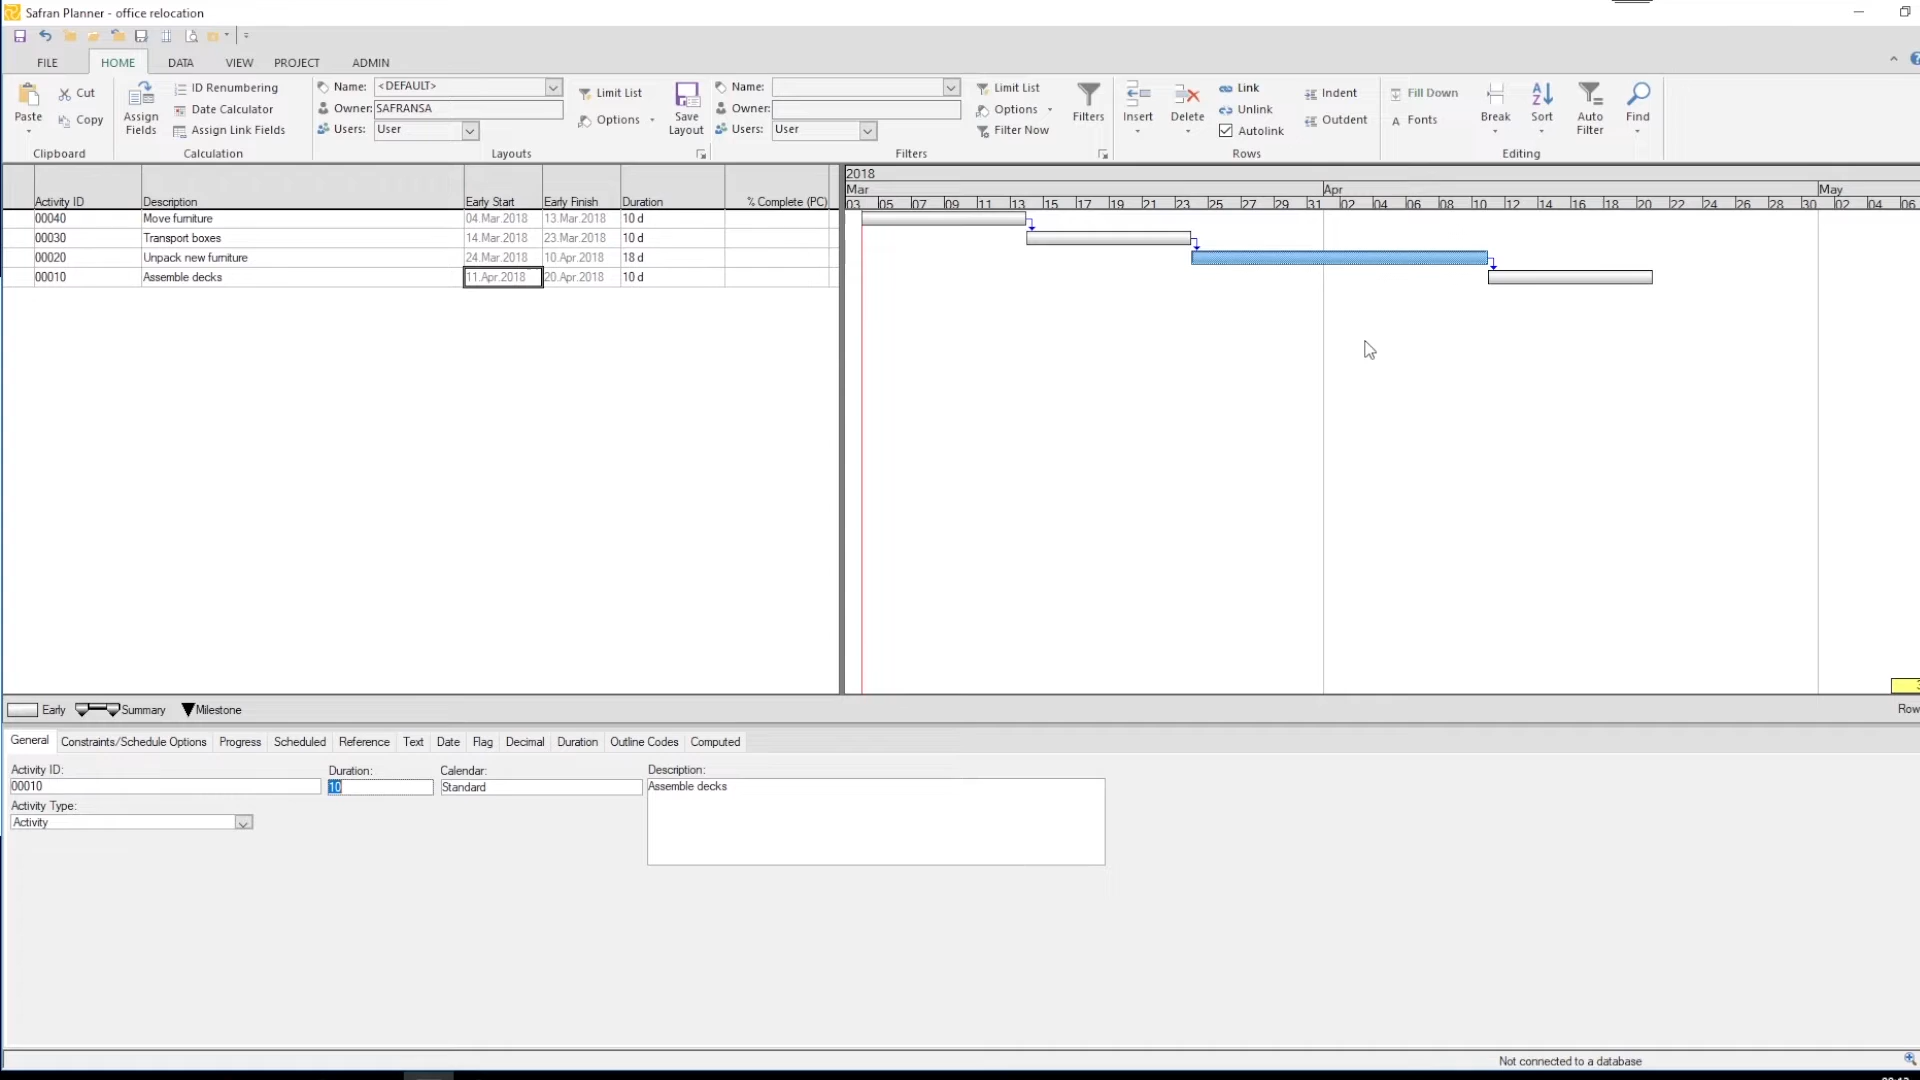 Safran Planner - office relocation
FILE HOME DATA VIEW PROJECT ADMIN
Paste Cut Copy Clipboard
Assign Fields ID Renumbering Date Calculator Assign Link Fields Calculation
Name: <DEFAULT> Limit List
Owner: SAFRANSA Options
Users: User Save Layout Layouts
Name: Limit List
Owner: Options
Users: User Filter Now Filters Filters
Insert Delete Link Unlink Autolink Indent Outdent Rows
Fill Down Fonts Break Sort Auto Filter Find Editing
2018
Mar Apr May
03 05 07 09 11 13 15 17 19 21 23 25 27 29 31 02 04 06 08 10 12 14 16 18 20 22 24 26 28 30 02 04 06
Activity ID Description Early Start Early Finish Duration % Complete (PC)
00040 Move furniture 04.Mar.2018 13.Mar.2018 10 d
00030 Transport boxes 14.Mar.2018 23.Mar.2018 10 d
00020 Unpack new furniture 24.Mar.2018 10.Apr.2018 18 d
00010 Assemble decks 11.Apr.2018 20.Apr.2018 10 d
Early Summary Milestone Row
General Constraints/Schedule Options Progress Scheduled Reference Text Date Flag Decimal Duration Outline Codes Computed
Activity ID: Duration: Calendar: Description:
00010 10 Standard Assemble decks
Activity Type:
Activity
Not connected to a database